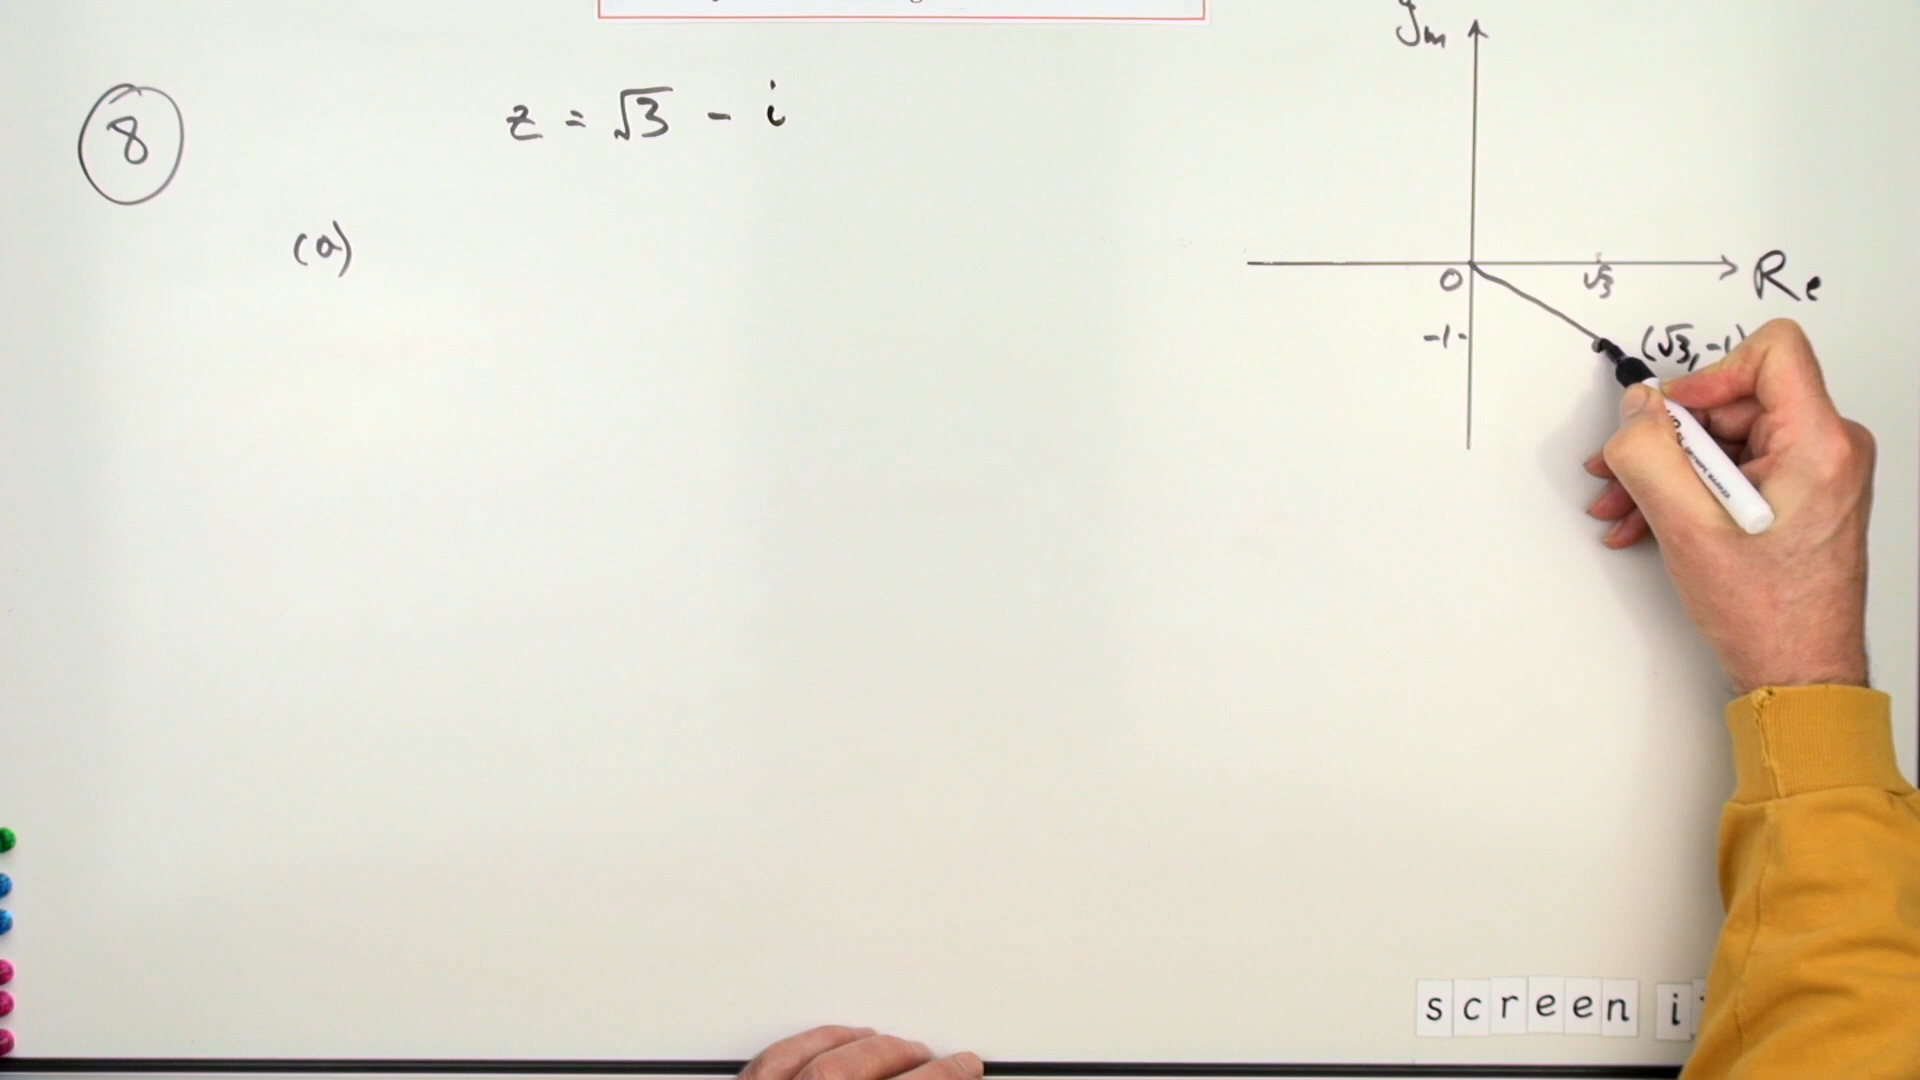 8
z = √3 - i
(a)
Im
0
√3
Re
-1
(√3, -1)
screen i